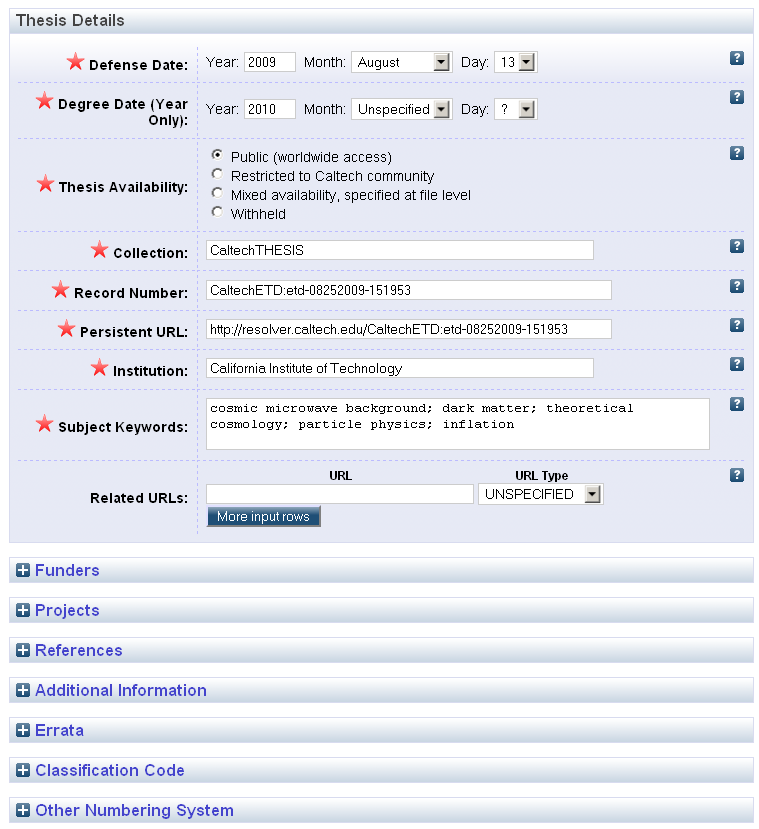 Thesis Details
Defense Date: Year: 2009 Month: August Day: 13 ?
Degree Date (Year Only): Year: 2010 Month: Unspecified Day: ? ?
Thesis Availability: ?
Public (worldwide access)
Restricted to Caltech community
Mixed availability, specified at file level
Withheld
Collection: CaltechTHESIS ?
Record Number: CaltechETD:etd-08252009-151953 ?
Persistent URL: http://resolver.caltech.edu/CaltechETD:etd-08252009-151953 ?
Institution: California Institute of Technology ?
Subject Keywords: ?
cosmic microwave background; dark matter; theoretical
cosmology; particle physics; inflation
Related URLs: ?
URL URL Type
UNSPECIFIED
More input rows
Funders
Projects
References
Additional Information
Errata
Classification Code
Other Numbering System